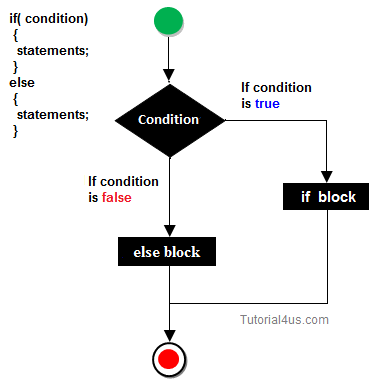 if( condition)
{
statements;
}
else
{
statements;
}
Condition
If condition
is true
If condition
is false
if block
else block
Tutorial4us.com